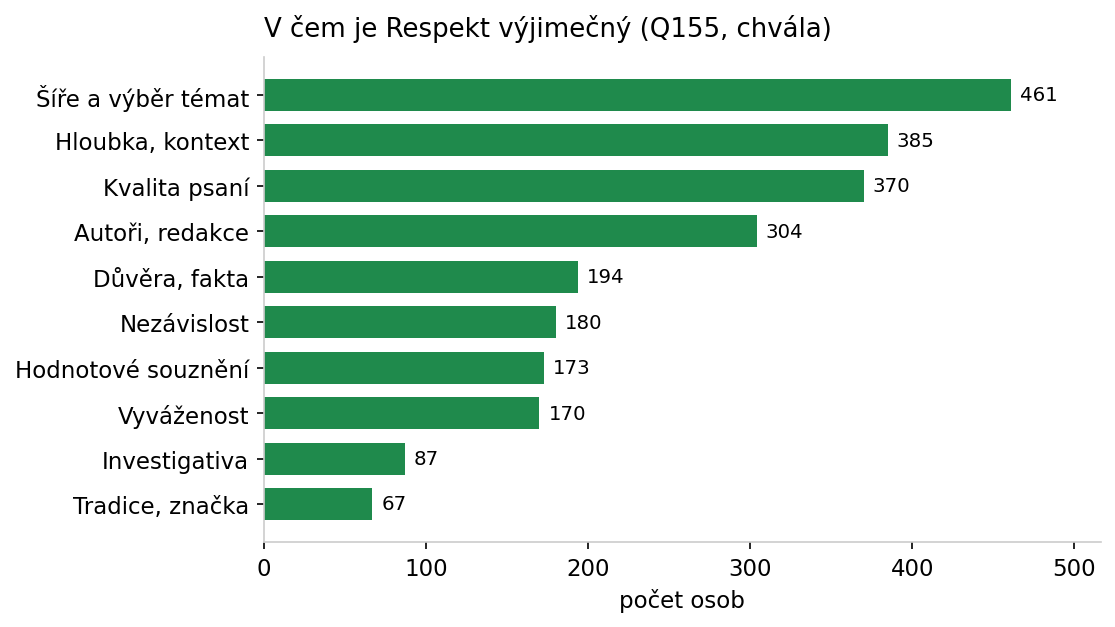 V čem je Respekt výjimečný (Q155, chvála)
Šíře a výběr témat 461
Hloubka, kontext 385
Kvalita psaní 370
Autoři, redakce 304
Důvěra, fakta 194
Nezávislost 180
Hodnotové souznění 173
Vyváženost 170
Investigativa 87
Tradice, značka 67
0 100 200 300 400 500
počet osob